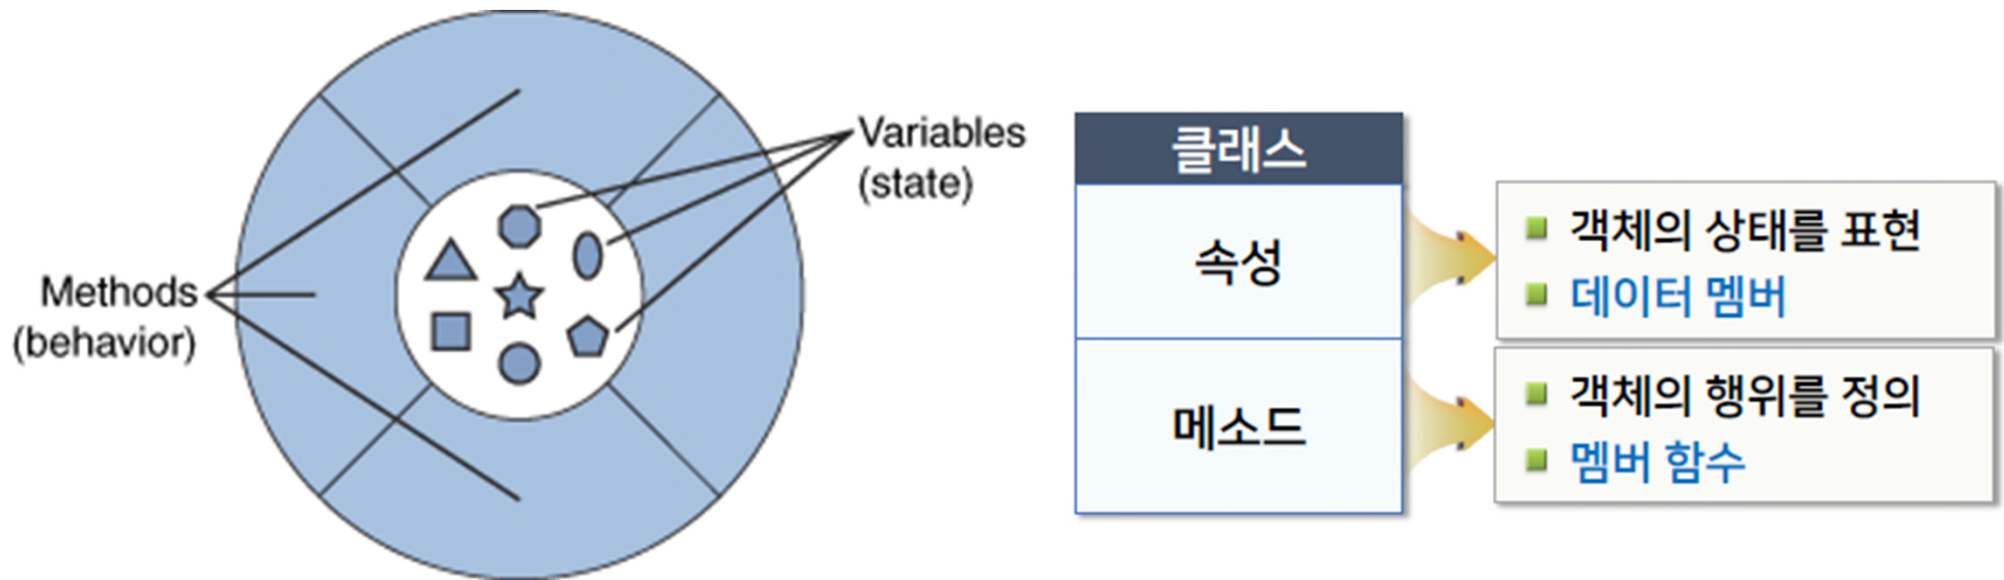 Variables
(state)
Methods
(behavior)
클래스
속성
객체의 상태를 표현
데이터 멤버
메소드
객체의 행위를 정의
멤버 함수